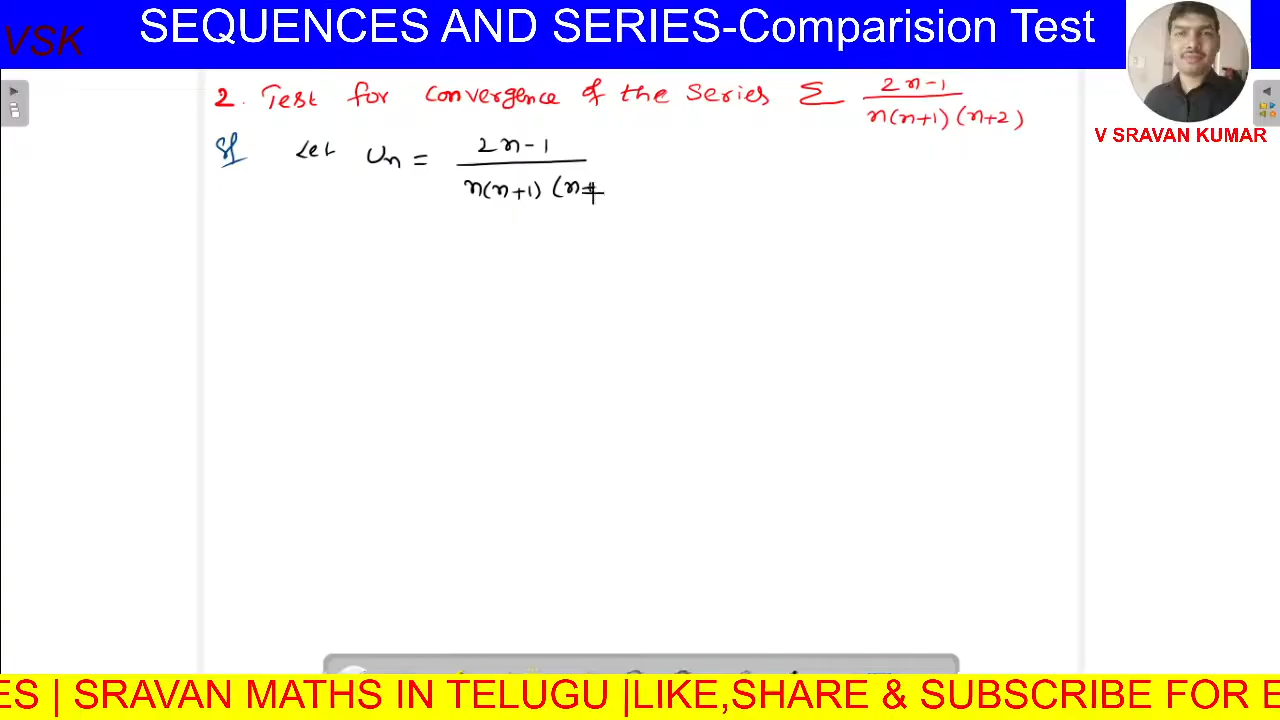 VSK
SEQUENCES AND SERIES-Comparision Test
V SRAVAN KUMAR
2. Test for convergence of the series Σ (2n-1)/(n(n+1)(n+2))
Sol Let Un = (2n-1)/(n(n+1)(n+
ES | SRAVAN MATHS IN TELUGU |LIKE,SHARE & SUBSCRIBE FOR E